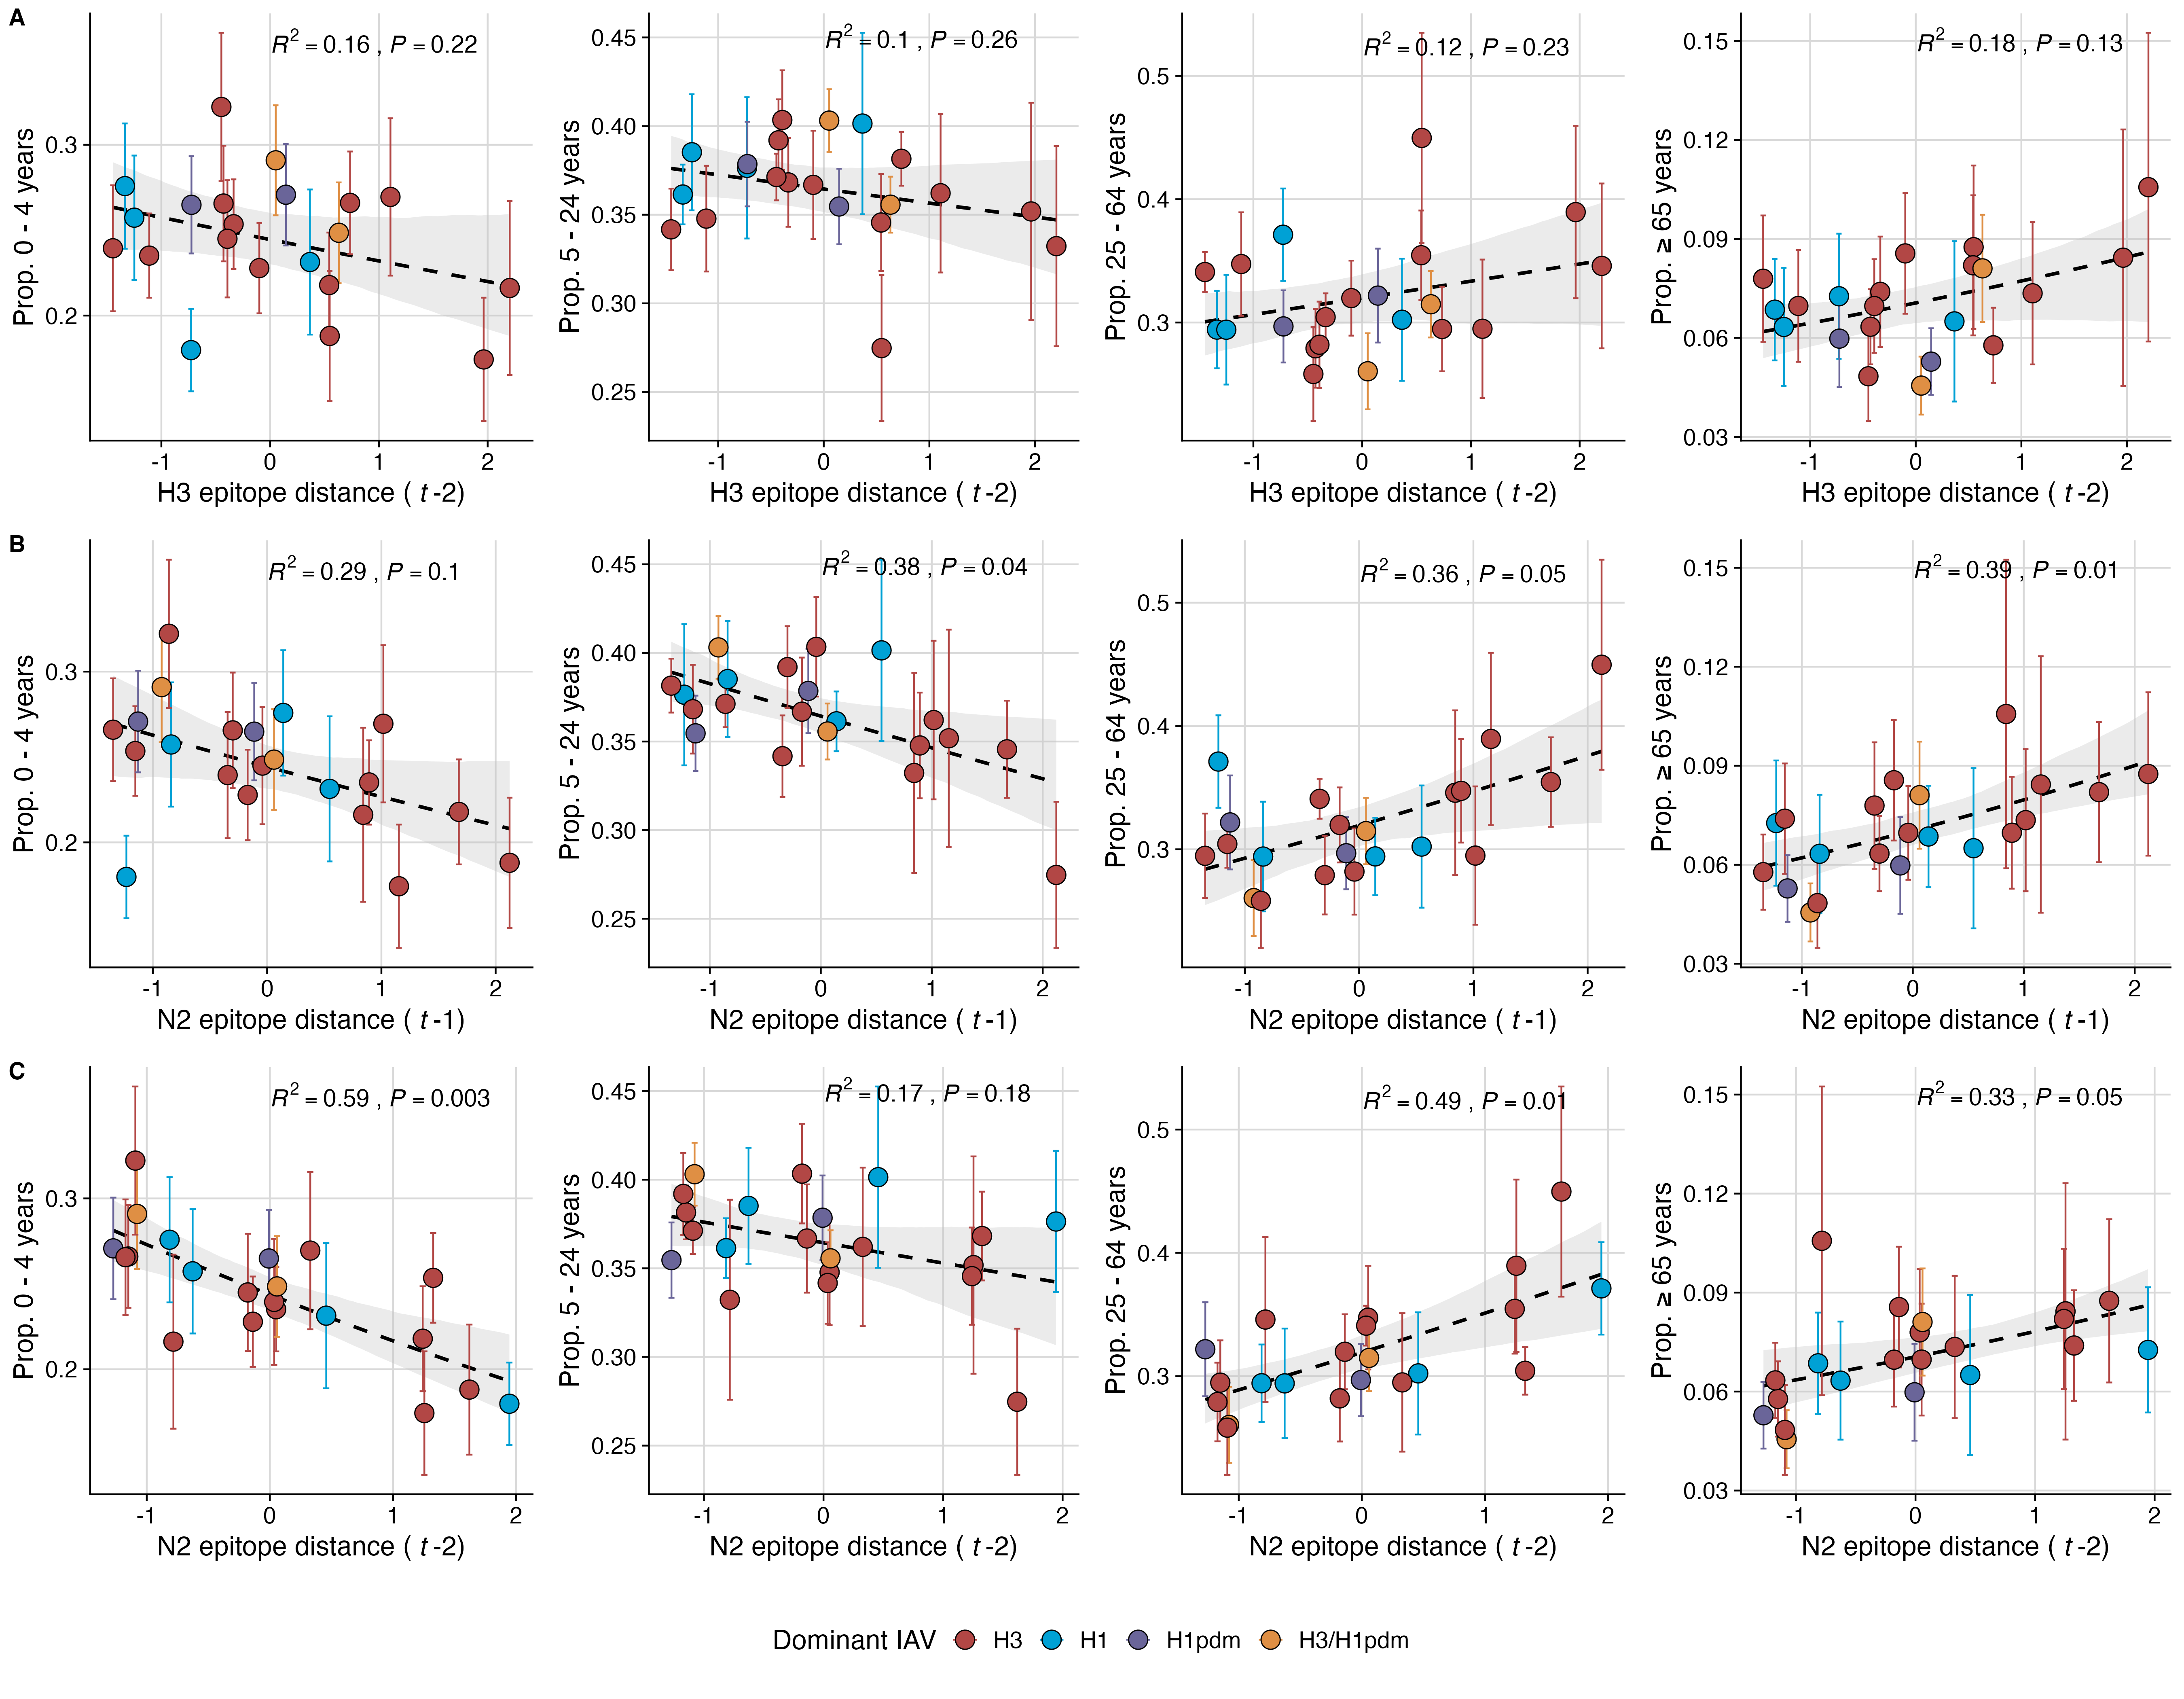 A
R2 = 0.16 , P = 0.22
R2 = 0.1 , P = 0.26
R2 = 0.12 , P = 0.23
R2 = 0.18 , P = 0.13
Prop. 0 - 4 years
0.3
0.2
-1 0 1 2
H3 epitope distance ( t -2)
Prop. 5 - 24 years
0.45
0.40
0.35
0.30
0.25
-1 0 1 2
H3 epitope distance ( t -2)
Prop. 25 - 64 years
0.5
0.4
0.3
-1 0 1 2
H3 epitope distance ( t -2)
Prop. ≥ 65 years
0.15
0.12
0.09
0.06
0.03
-1 0 1 2
H3 epitope distance ( t -2)
B
R2 = 0.29 , P = 0.1
R2 = 0.38 , P = 0.04
R2 = 0.36 , P = 0.05
R2 = 0.39 , P = 0.01
Prop. 0 - 4 years
0.3
0.2
-1 0 1 2
N2 epitope distance ( t -1)
Prop. 5 - 24 years
0.45
0.40
0.35
0.30
0.25
-1 0 1 2
N2 epitope distance ( t -1)
Prop. 25 - 64 years
0.5
0.4
0.3
-1 0 1 2
N2 epitope distance ( t -1)
Prop. ≥ 65 years
0.15
0.12
0.09
0.06
0.03
-1 0 1 2
N2 epitope distance ( t -1)
C
R2 = 0.59 , P = 0.003
R2 = 0.17 , P = 0.18
R2 = 0.49 , P = 0.01
R2 = 0.33 , P = 0.05
Prop. 0 - 4 years
0.3
0.2
-1 0 1 2
N2 epitope distance ( t -2)
Prop. 5 - 24 years
0.45
0.40
0.35
0.30
0.25
-1 0 1 2
N2 epitope distance ( t -2)
Prop. 25 - 64 years
0.5
0.4
0.3
-1 0 1 2
N2 epitope distance ( t -2)
Prop. ≥ 65 years
0.15
0.12
0.09
0.06
0.03
-1 0 1 2
N2 epitope distance ( t -2)
Dominant IAV H3 H1 H1pdm H3/H1pdm